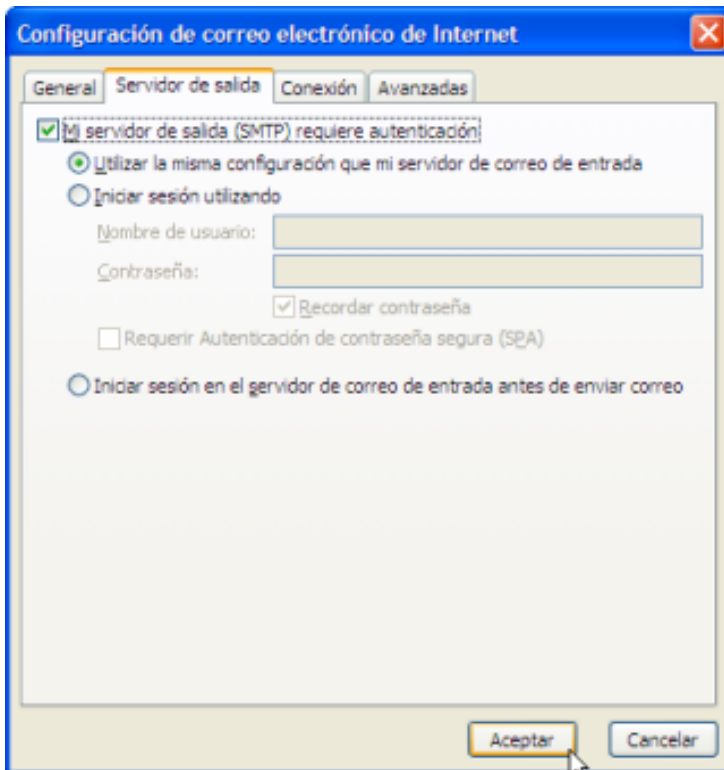 Configuración de correo electrónico de Internet
General Servidor de salida Conexión Avanzadas
Mi servidor de salida (SMTP) requiere autenticación
Utilizar la misma configuración que mi servidor de correo de entrada
Iniciar sesión utilizando
Nombre de usuario:
Contraseña:
Recordar contraseña
Requerir Autenticación de contraseña segura (SPA)
Iniciar sesión en el servidor de correo de entrada antes de enviar correo
Aceptar Cancelar